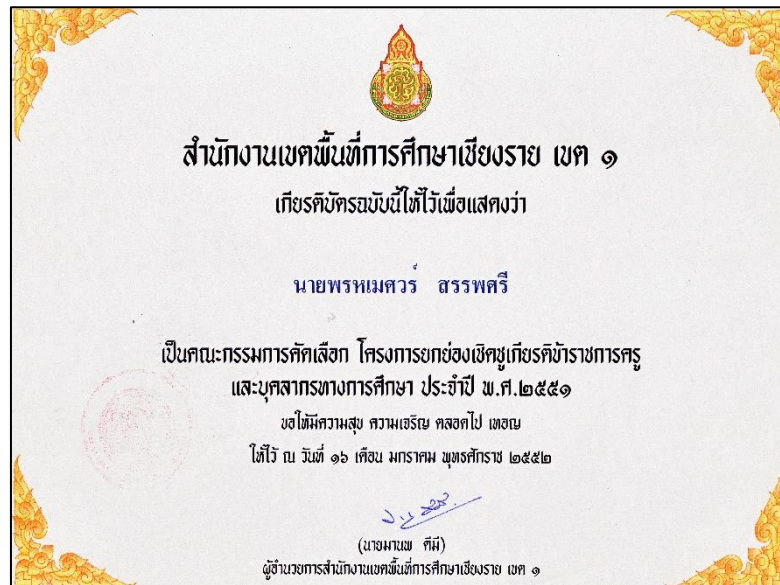 สำนักงานเขตพื้นที่การศึกษาเชียงราย เขต ๑
เกียรติบัตรฉบับนี้ให้ไว้เพื่อแสดงว่า
นายพรหเมศวร์ สรรพศรี
เป็นคณะกรรมการคัดเลือก โครงการยกย่องเชิดชูเกียรติข้าราชการครู
และบุคลากรทางการศึกษา ประจำปี พ.ศ.๒๕๕๑
ขอให้มีความสุข ความเจริญ ตลอดไป เทอญ
ให้ไว้ ณ วันที่ ๑๖ เดือน มกราคม พุทธศักราช ๒๕๕๒
(นายมานพ ดีมี)
ผู้อำนวยการสำนักงานเขตพื้นที่การศึกษาเชียงราย เขต ๑